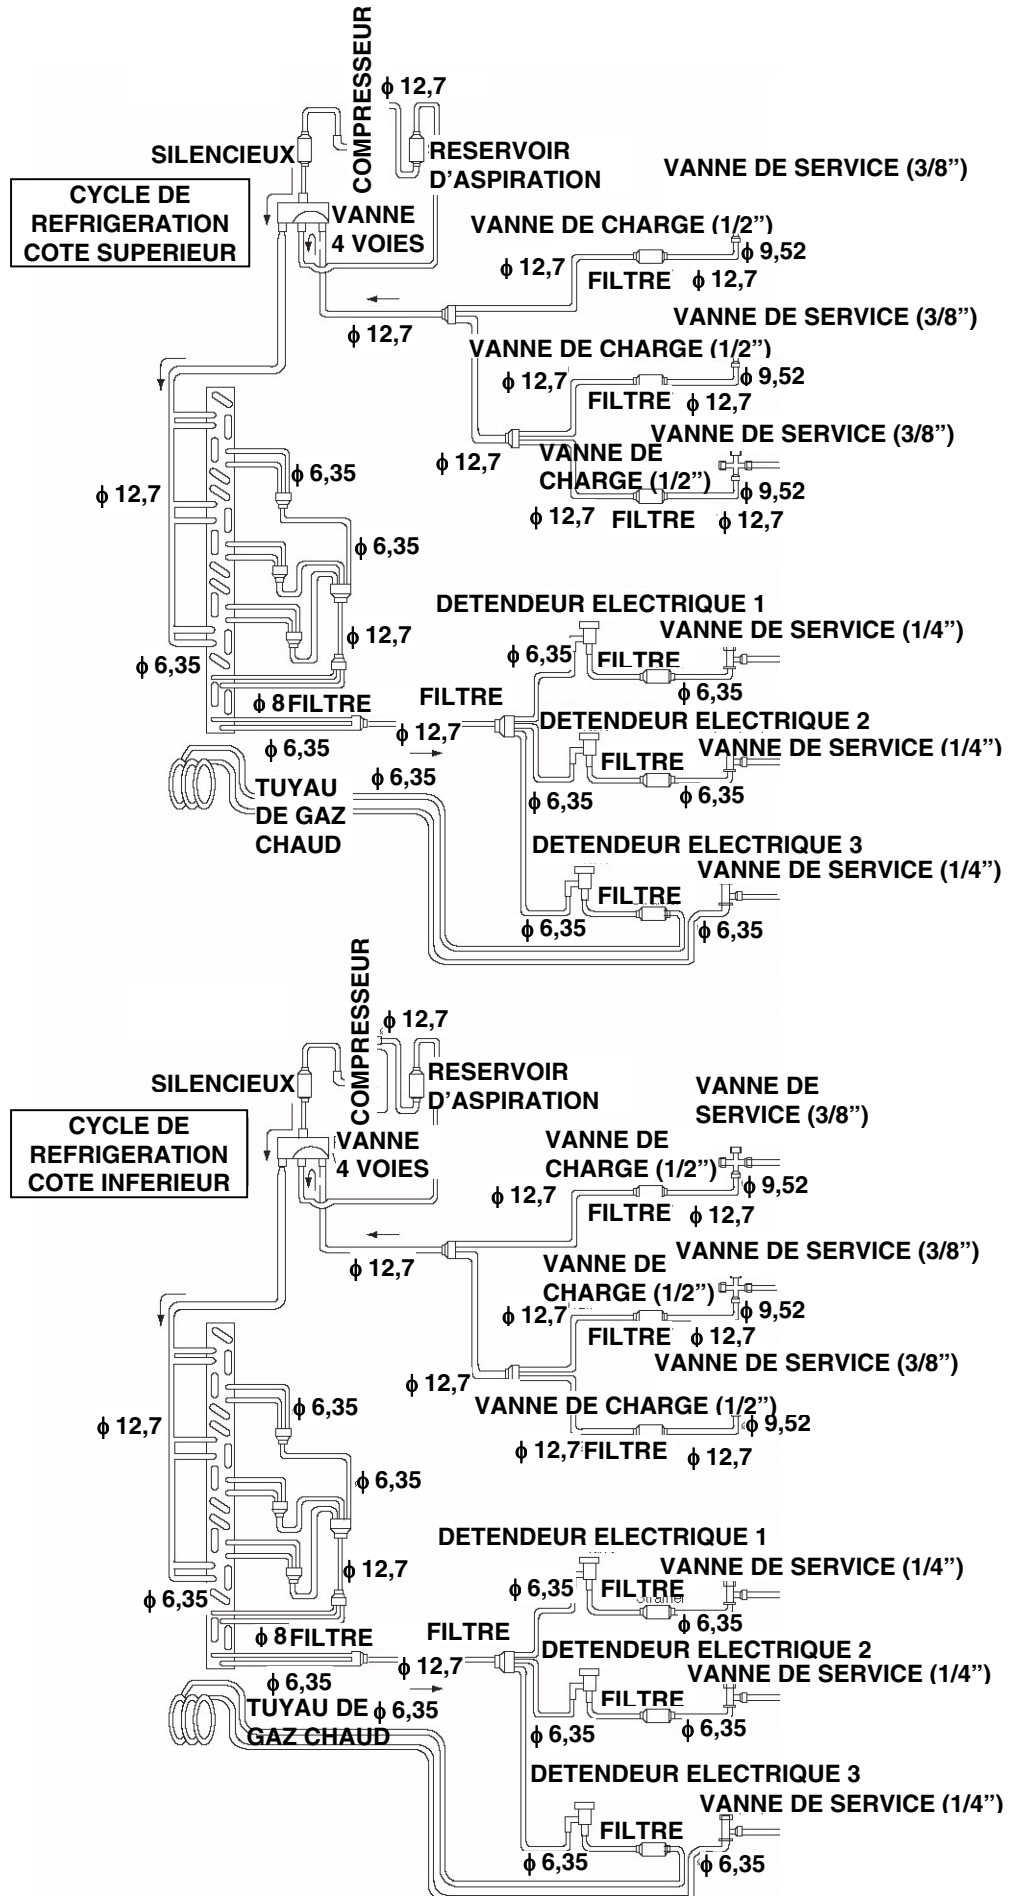 COMPRESSEUR
ϕ 12,7
SILENCIEUX
RESERVOIR
D'ASPIRATION
VANNE DE SERVICE (3/8”)
CYCLE DE
REFRIGERATION
COTE SUPERIEUR
VANNE
4 VOIES
VANNE DE CHARGE (1/2”)
ϕ 9,52
ϕ 12,7
FILTRE
ϕ 12,7
ϕ 12,7
VANNE DE SERVICE (3/8”)
VANNE DE CHARGE (1/2”)
ϕ 12,7
ϕ 9,52
FILTRE
ϕ 12,7
VANNE DE SERVICE (3/8”)
ϕ 12,7
VANNE DE
CHARGE (1/2”)
ϕ 6,35
ϕ 12,7
ϕ 9,52
ϕ 12,7
FILTRE
ϕ 12,7
ϕ 6,35
DETENDEUR ELECTRIQUE 1
VANNE DE SERVICE (1/4”)
ϕ 12,7
ϕ 6,35
FILTRE
ϕ 6,35
ϕ 6,35
ϕ 8
FILTRE
FILTRE
DETENDEUR ELECTRIQUE 2
ϕ 12,7
ϕ 6,35
VANNE DE SERVICE (1/4”)
FILTRE
ϕ 6,35
ϕ 6,35
ϕ 6,35
TUYAU
DE GAZ
CHAUD
DETENDEUR ELECTRIQUE 3
VANNE DE SERVICE (1/4”)
FILTRE
ϕ 6,35
ϕ 6,35
COMPRESSEUR
ϕ 12,7
SILENCIEUX
RESERVOIR
D'ASPIRATION
VANNE DE
SERVICE (3/8”)
CYCLE DE
REFRIGERATION
COTE INFERIEUR
VANNE
4 VOIES
VANNE DE
CHARGE (1/2”)
ϕ 12,7
ϕ 9,52
FILTRE
ϕ 12,7
ϕ 12,7
VANNE DE SERVICE (3/8”)
VANNE DE
CHARGE (1/2”)
ϕ 12,7
ϕ 9,52
FILTRE
ϕ 12,7
VANNE DE SERVICE (3/8”)
ϕ 12,7
VANNE DE CHARGE (1/2”)
ϕ 6,35
ϕ 12,7
ϕ 9,52
ϕ 12,7
FILTRE
ϕ 12,7
ϕ 6,35
DETENDEUR ELECTRIQUE 1
VANNE DE SERVICE (1/4”)
ϕ 12,7
ϕ 6,35
FILTRE
Strainer
ϕ 6,35
ϕ 6,35
ϕ 8
FILTRE
FILTRE
DETENDEUR ELECTRIQUE 2
ϕ 12,7
ϕ 6,35
VANNE DE SERVICE (1/4”)
FILTRE
TUYAU DE
GAZ CHAUD
ϕ 6,35
ϕ 6,35
ϕ 6,35
DETENDEUR ELECTRIQUE 3
VANNE DE SERVICE (1/4”)
FILTRE
ϕ 6,35
ϕ 6,35